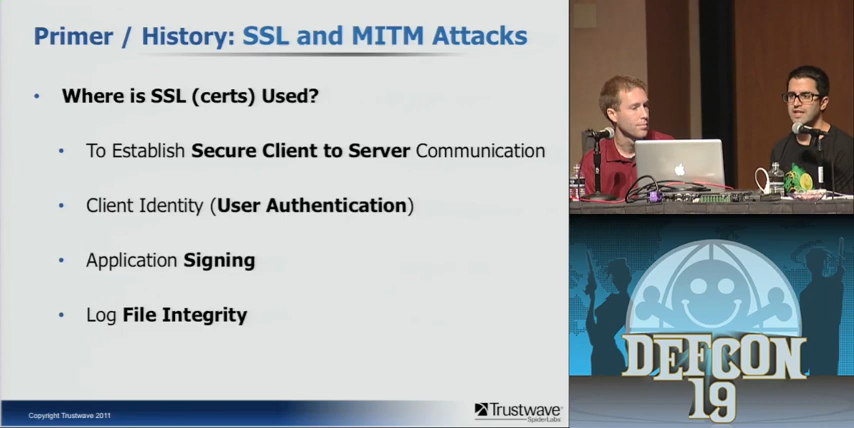 Primer / History: SSL and MITM Attacks
• Where is SSL (certs) Used?
• To Establish Secure Client to Server Communication
• Client Identity (User Authentication)
• Application Signing
• Log File Integrity
Copyright Trustwave 2011
Trustwave®
SpiderLabs
DEFCON
19